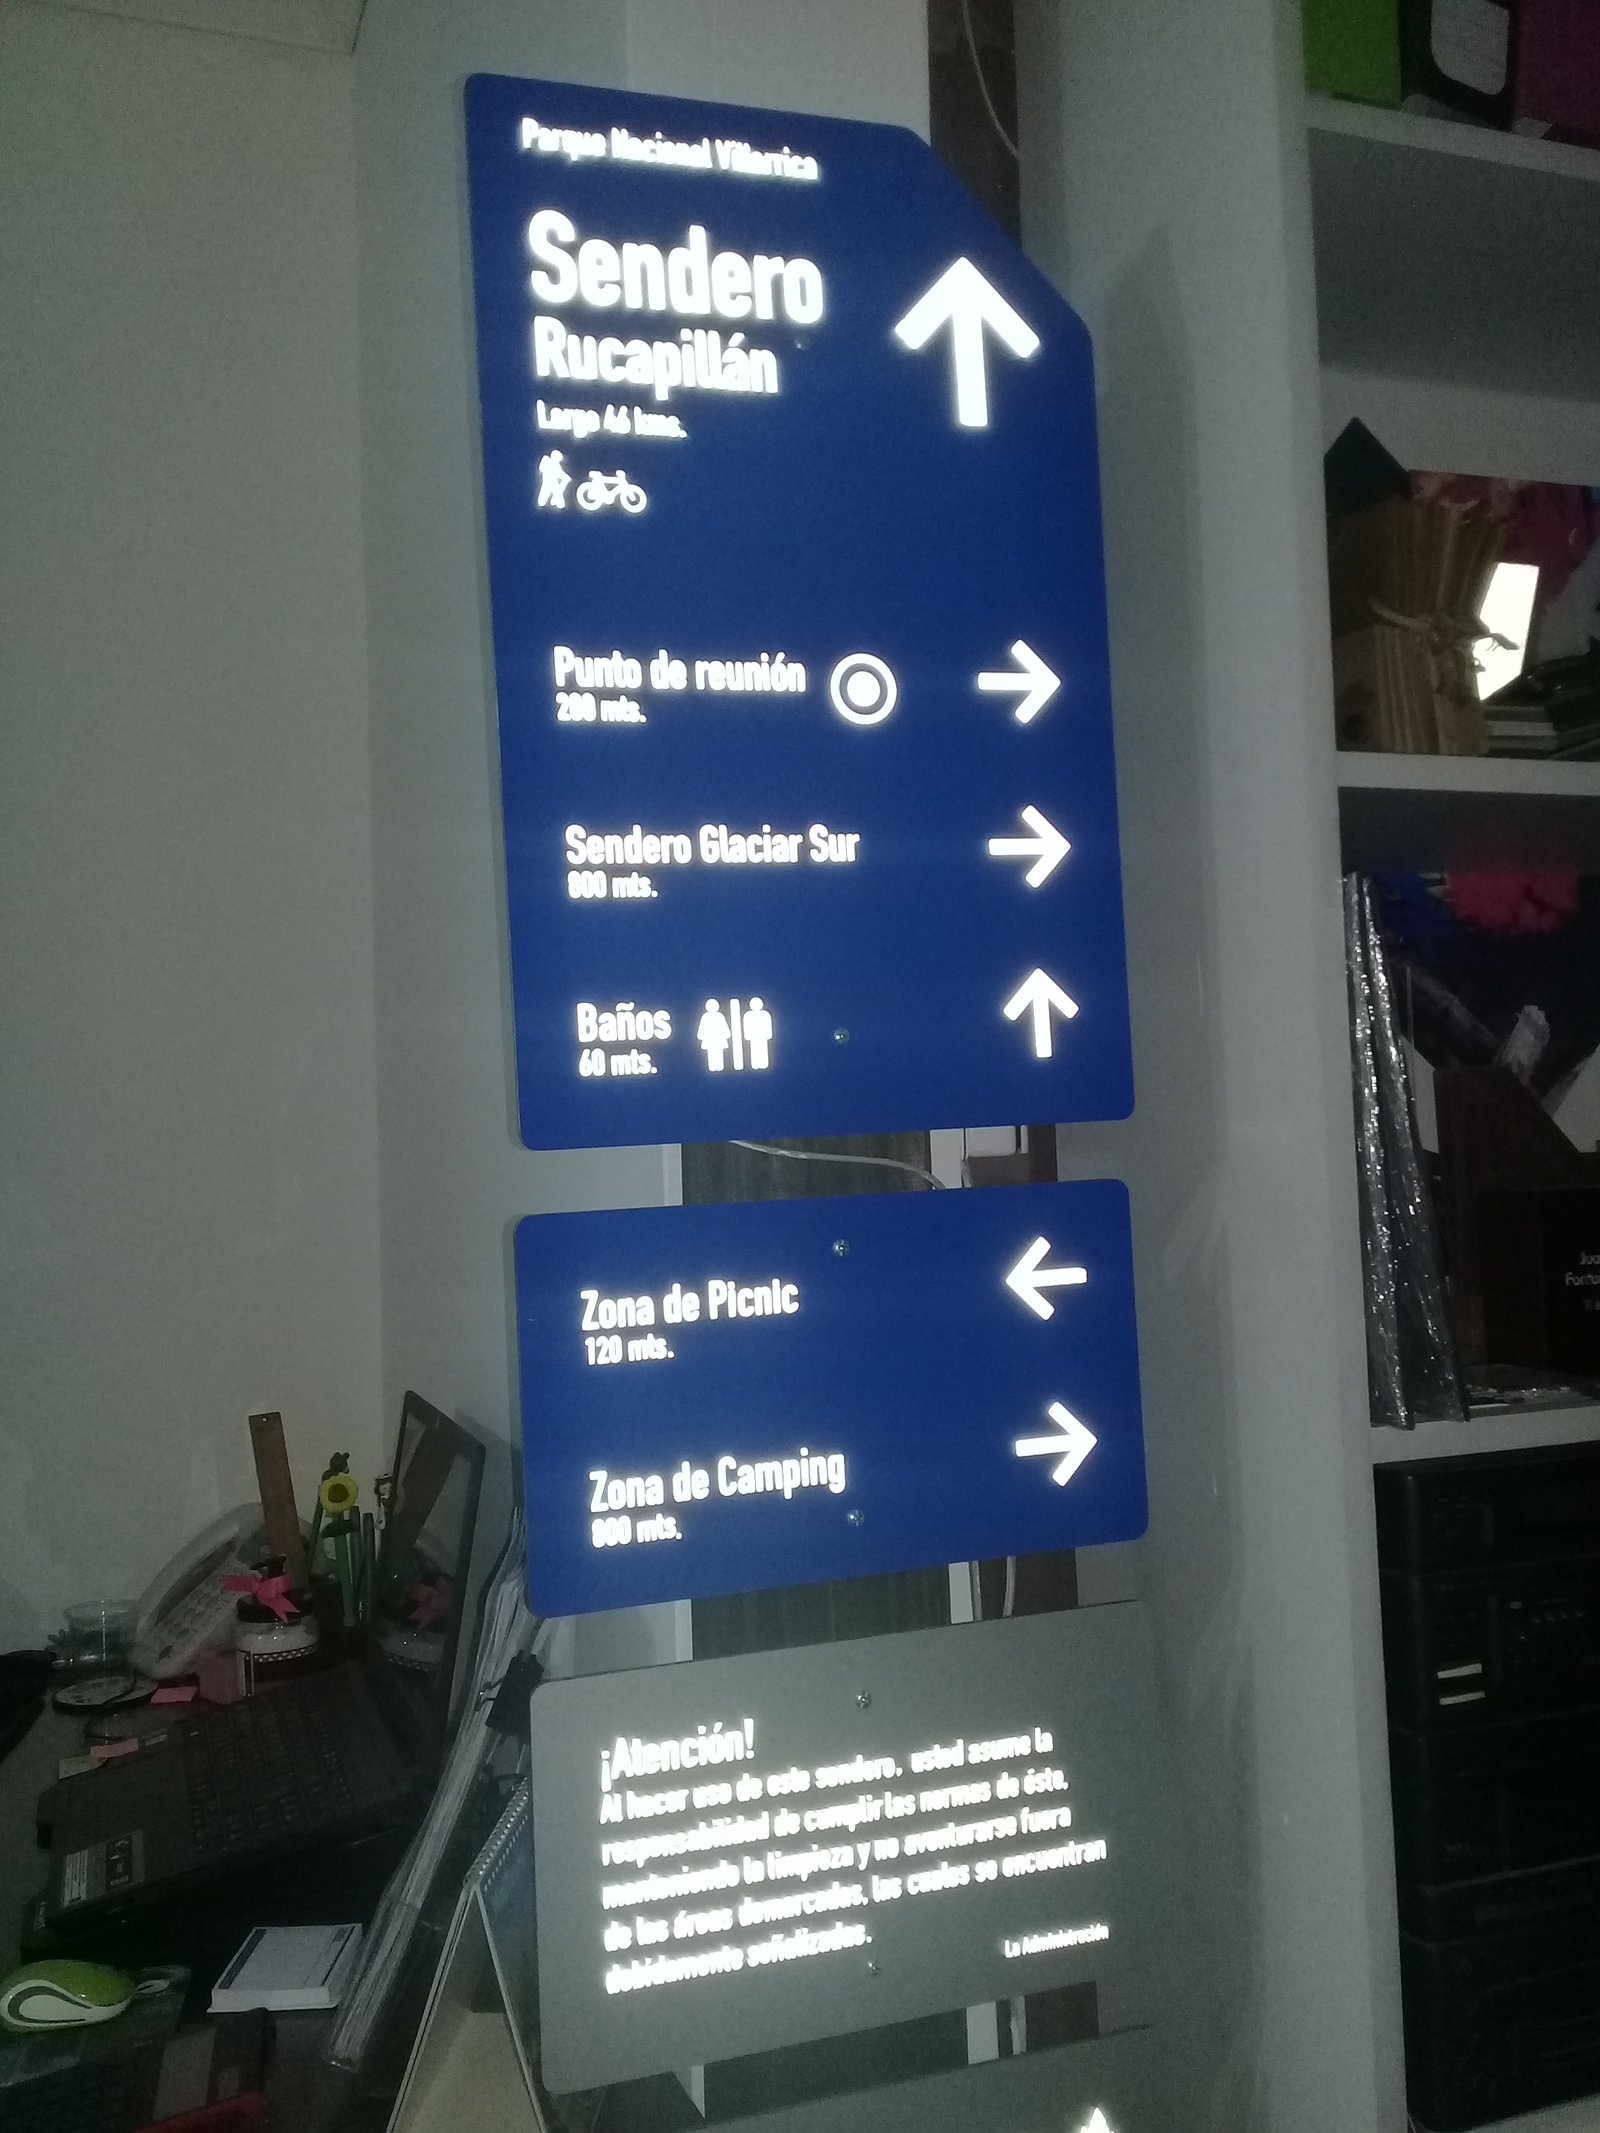 Parque Nacional Villarrica
Sendero
Rucapillán
Largo 46 kms.
Punto de reunión
200 mts.
Sendero Glaciar Sur
800 mts.
Baños
60 mts.
Zona de Picnic
120 mts.
Zona de Camping
800 mts.
¡Atención!
Al hacer uso de este sendero, usted asume la
responsabilidad de cumplir las normas de éste,
manteniendo la limpieza y no aventurarse fuera
de las áreas demarcadas, las cuales se encuentran
debidamente señalizadas.
La Administración